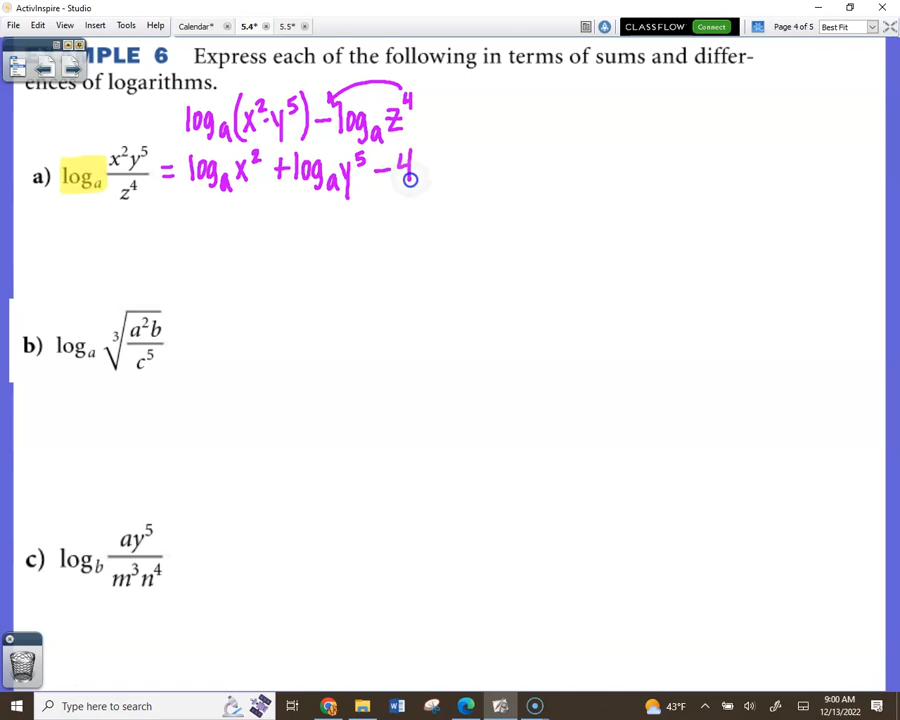 ActivInspire - Studio
File Edit View Insert Tools Help Calendar* 5.4* 5.5* CLASSFLOW Connect Page 4 of 5 Best Fit
MPLE 6 Express each of the following in terms of sums and differ-
ences of logarithms.
logₐ(x²·y⁵) − logₐ z⁴
a) logₐ x²y⁵/z⁴ = logₐ x² + logₐ y⁵ − 4
b) logₐ ∛(a²b/c⁵)
c) log_b ay⁵/m³n⁴
Type here to search 43°F 9:00 AM
12/13/2022